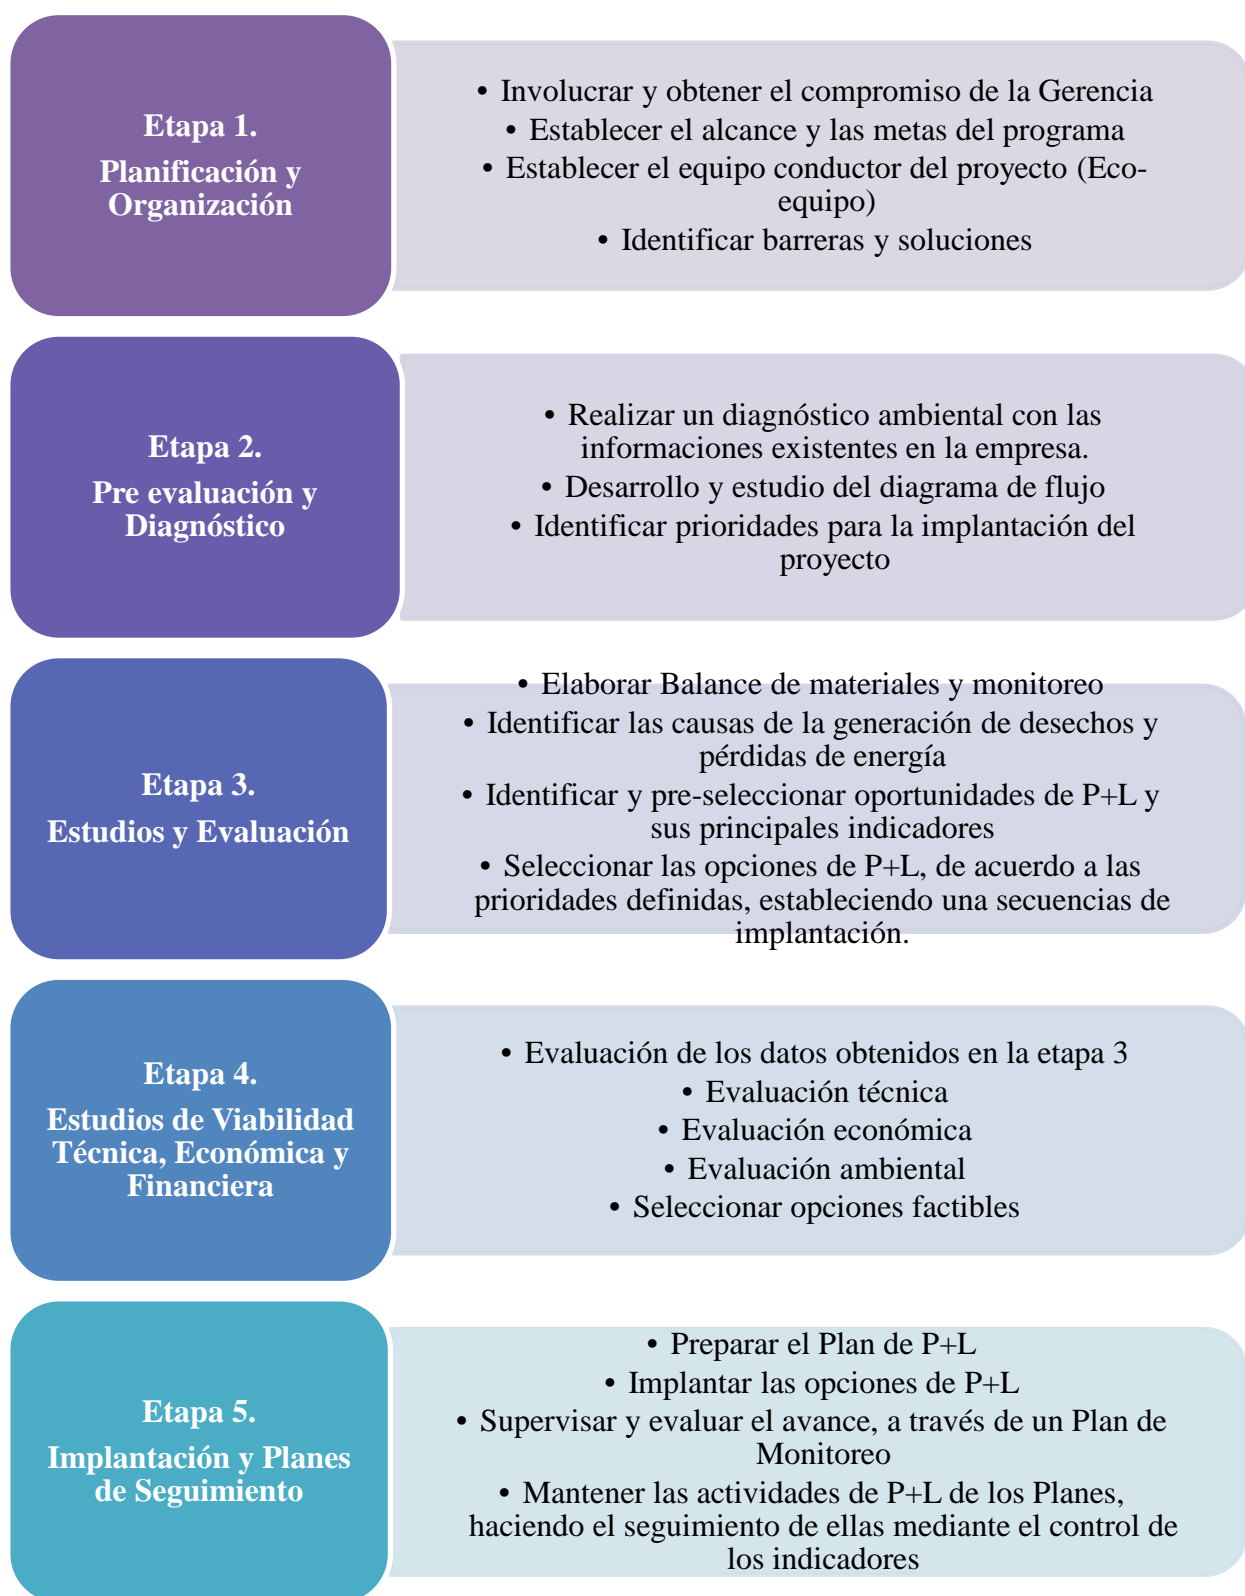 Etapa 1.
Planificación y
Organización
• Involucrar y obtener el compromiso de la Gerencia
• Establecer el alcance y las metas del programa
• Establecer el equipo conductor del proyecto (Eco-
equipo)
• Identificar barreras y soluciones
Etapa 2.
Pre evaluación y
Diagnóstico
• Realizar un diagnóstico ambiental con las
informaciones existentes en la empresa.
• Desarrollo y estudio del diagrama de flujo
• Identificar prioridades para la implantación del
proyecto
Etapa 3.
Estudios y Evaluación
• Elaborar Balance de materiales y monitoreo
• Identificar las causas de la generación de desechos y
pérdidas de energía
• Identificar y pre-seleccionar oportunidades de P+L y
sus principales indicadores
• Seleccionar las opciones de P+L, de acuerdo a las
prioridades definidas, estableciendo una secuencias de
implantación.
Etapa 4.
Estudios de Viabilidad
Técnica, Económica y
Financiera
• Evaluación de los datos obtenidos en la etapa 3
• Evaluación técnica
• Evaluación económica
• Evaluación ambiental
• Seleccionar opciones factibles
Etapa 5.
Implantación y Planes
de Seguimiento
• Preparar el Plan de P+L
• Implantar las opciones de P+L
• Supervisar y evaluar el avance, a través de un Plan de
Monitoreo
• Mantener las actividades de P+L de los Planes,
haciendo el seguimiento de ellas mediante el control de
los indicadores